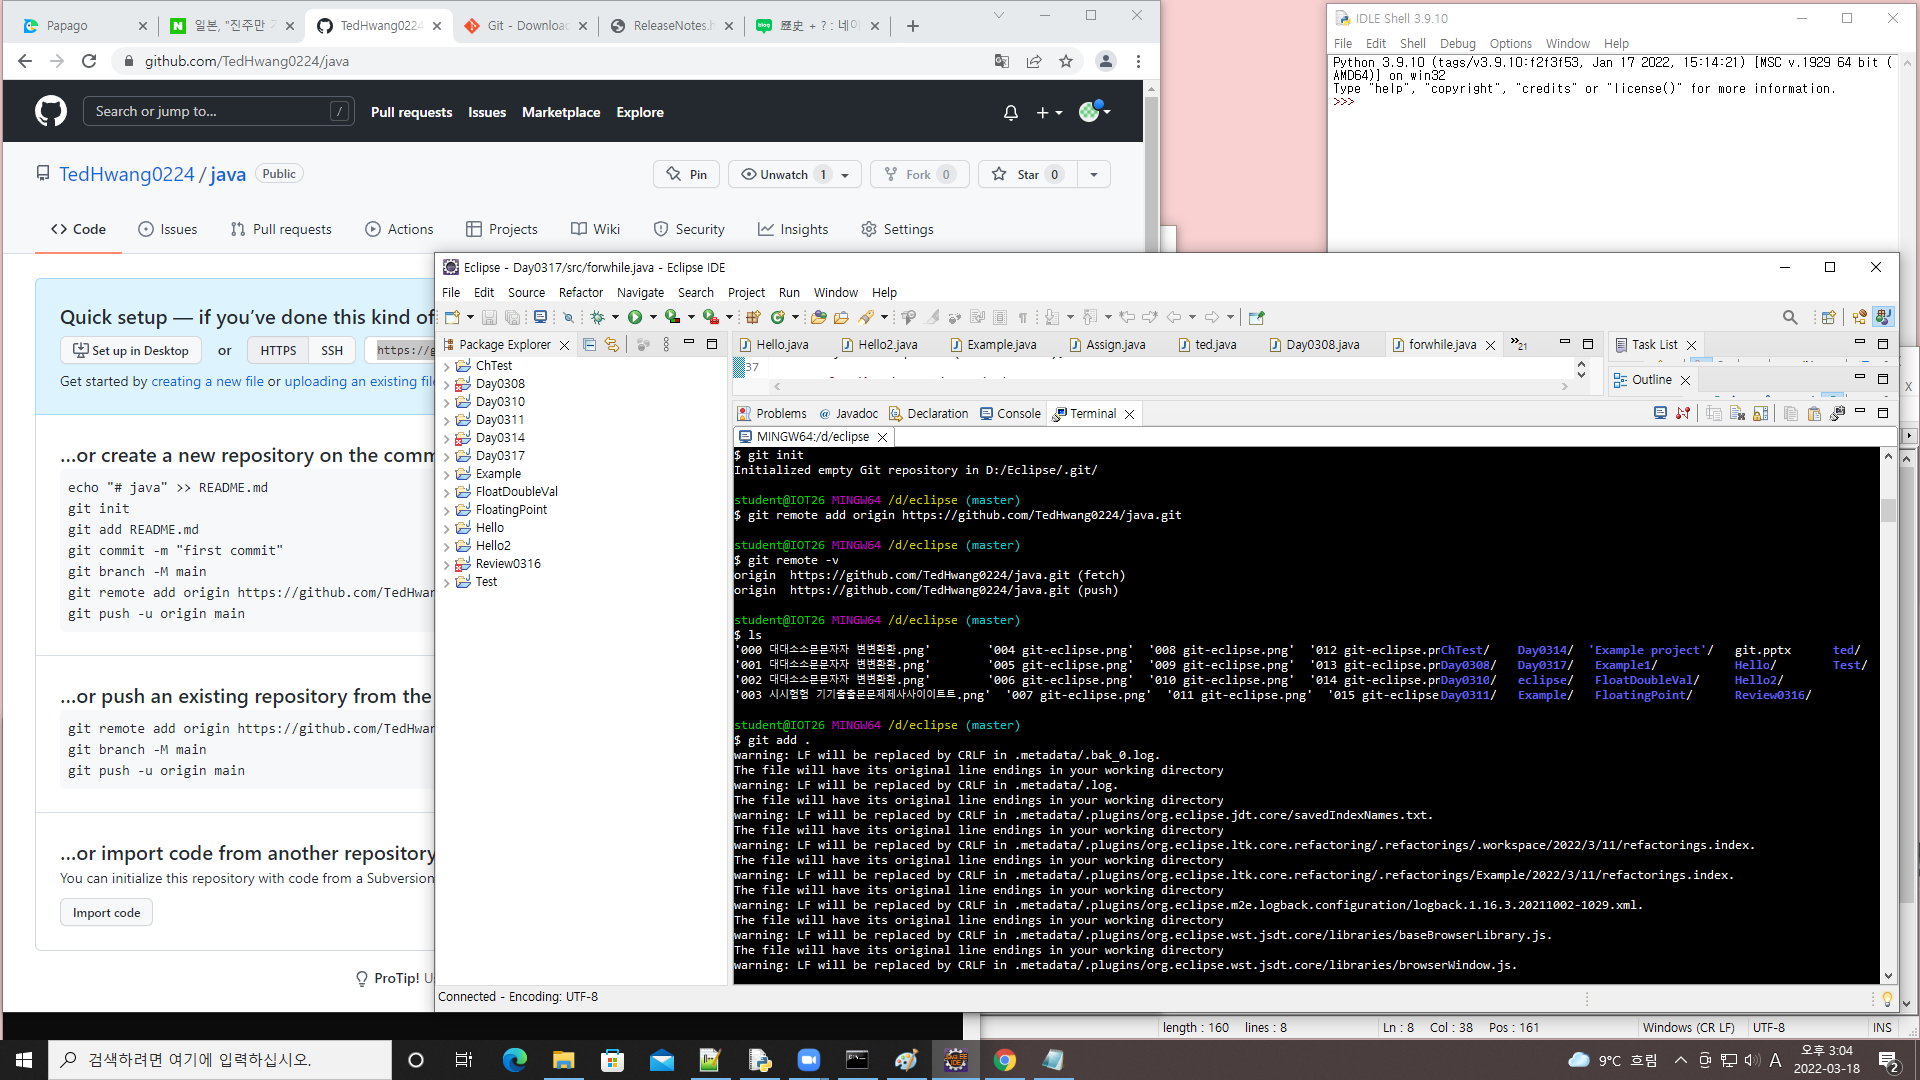 Papago
일본, "진주만
TedHwang0224
Git - Download
ReleaseNotes.h
歷史 + ? : 네이
github.com/TedHwang0224/java
Search or jump to...
/
Pull requests
Issues
Marketplace
Explore
TedHwang0224 / java
Public
Pin
Unwatch 1
Fork 0
Star 0
Code
Issues
Pull requests
Actions
Projects
Wiki
Security
Insights
Settings
Quick setup — if you've done this kind of
Set up in Desktop
or
HTTPS
SSH
https://g
Get started by creating a new file or uploading an existing file
...or create a new repository on the comm
echo "# java" >> README.md
git init
git add README.md
git commit -m "first commit"
git branch -M main
git remote add origin https://github.com/TedHwan
git push -u origin main
...or push an existing repository from the
git remote add origin https://github.com/TedHwan
git branch -M main
git push -u origin main
...or import code from another repository
You can initialize this repository with code from a Subversion
Import code
ProTip!
IDLE Shell 3.9.10
File Edit Shell Debug Options Window Help
Python 3.9.10 (tags/v3.9.10:f2f3f53, Jan 17 2022, 15:14:21) [MSC v.1929 64 bit (
AMD64)] on win32
Type "help", "copyright", "credits" or "license()" for more information.
>>>
Eclipse - Day0317/src/forwhile.java - Eclipse IDE
File Edit Source Refactor Navigate Search Project Run Window Help
Package Explorer
ChTest
Day0308
Day0310
Day0311
Day0314
Day0317
Example
FloatDoubleVal
FloatingPoint
Hello
Hello2
Review0316
Test
Hello.java
Hello2.java
Example.java
Assign.java
ted.java
Day0308.java
forwhile.java
»21
37
Task List
Outline
Problems
Javadoc
Declaration
Console
Terminal
MINGW64:/d/eclipse
$ git init
Initialized empty Git repository in D:/Eclipse/.git/
student@IOT26 MINGW64 /d/eclipse (master)
$ git remote add origin https://github.com/TedHwang0224/java.git
student@IOT26 MINGW64 /d/eclipse (master)
$ git remote -v
origin  https://github.com/TedHwang0224/java.git (fetch)
origin  https://github.com/TedHwang0224/java.git (push)
student@IOT26 MINGW64 /d/eclipse (master)
$ ls
'000 대대소소문문자자 변변환환.png' '004 git-eclipse.png' '008 git-eclipse.png' '012 git-eclipse.pnChTest/ Day0314/ 'Example project'/ git.pptx ted/
'001 대대소소문문자자 변변환환.png' '005 git-eclipse.png' '009 git-eclipse.png' '013 git-eclipse.pnDay0308/ Day0317/ Example1/ Hello/ Test/
'002 대대소소문문자자 변변환환.png' '006 git-eclipse.png' '010 git-eclipse.png' '014 git-eclipse.pnDay0310/ eclipse/ FloatDoubleVal/ Hello2/
'003 시시험험 기기출출문문제제사사이이트트.png' '007 git-eclipse.png' '011 git-eclipse.png' '015 git-eclipseDay0311/ Example/ FloatingPoint/ Review0316/
student@IOT26 MINGW64 /d/eclipse (master)
$ git add .
warning: LF will be replaced by CRLF in .metadata/.bak_0.log.
The file will have its original line endings in your working directory
warning: LF will be replaced by CRLF in .metadata/.log.
The file will have its original line endings in your working directory
warning: LF will be replaced by CRLF in .metadata/.plugins/org.eclipse.jdt.core/savedIndexNames.txt.
The file will have its original line endings in your working directory
warning: LF will be replaced by CRLF in .metadata/.plugins/org.eclipse.ltk.core.refactoring/.refactorings/.workspace/2022/3/11/refactorings.index.
The file will have its original line endings in your working directory
warning: LF will be replaced by CRLF in .metadata/.plugins/org.eclipse.ltk.core.refactoring/.refactorings/Example/2022/3/11/refactorings.index.
The file will have its original line endings in your working directory
warning: LF will be replaced by CRLF in .metadata/.plugins/org.eclipse.m2e.logback.configuration/logback.1.16.3.20211002-1029.xml.
The file will have its original line endings in your working directory
warning: LF will be replaced by CRLF in .metadata/.plugins/org.eclipse.wst.jsdt.core/libraries/baseBrowserLibrary.js.
The file will have its original line endings in your working directory
warning: LF will be replaced by CRLF in .metadata/.plugins/org.eclipse.wst.jsdt.core/libraries/browserWindow.js.
Connected - Encoding: UTF-8
length : 160 lines : 8
Ln : 8 Col : 38 Pos : 161
Windows (CR LF)
UTF-8
INS
검색하려면 여기에 입력하십시오.
9°C 흐림
A
오후 3:04
2022-03-18
2